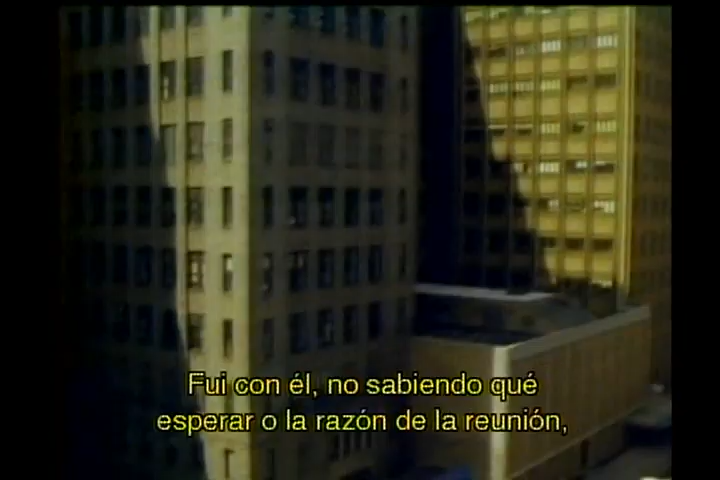 Fui con él, no sabiendo qué
esperar o la razón de la reunión,